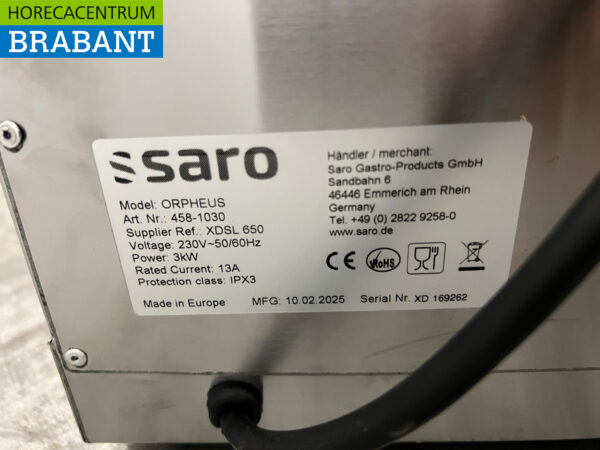 HORECACENTRUM
BRABANT
saro
Model: ORPHEUS
Art. Nr.: 458-1030
Supplier Ref.: XDSL 650
Voltage: 230V~50/60Hz
Power: 3kW
Rated Current: 13A
Protection class: IPX3
Händler / merchant:
Saro Gastro-Products GmbH
Sandbahn 6
46446 Emmerich am Rhein
Germany
Tel. +49 (0) 2822 9258-0
www.saro.de
CE RoHS
Made in Europe MFG: 10.02.2025 Serial Nr. XD 169262